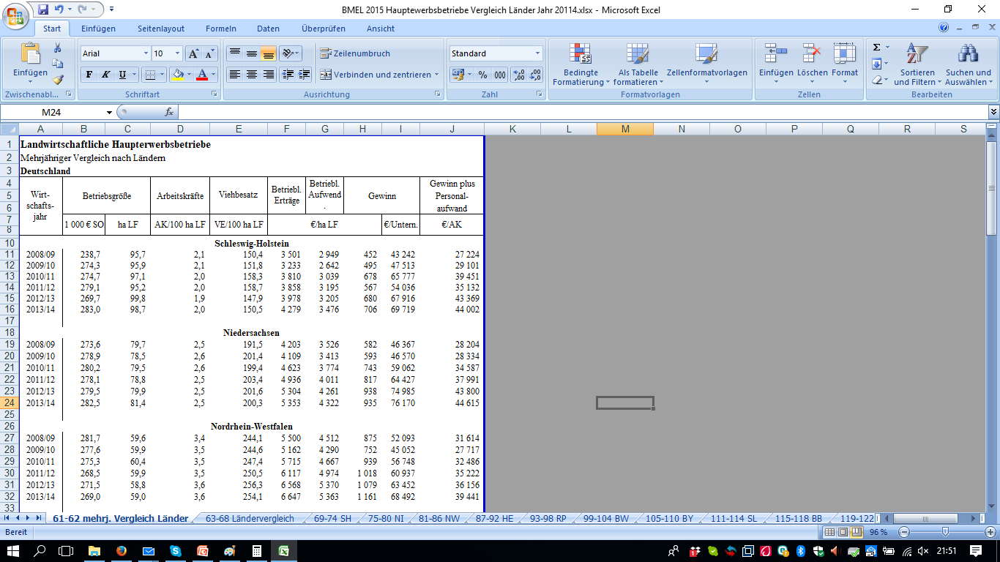 BMEL 2015 Hauptewerbsbetriebe Vergleich Länder Jahr 20114.xlsx - Microsoft Excel
Start Einfügen Seitenlayout Formeln Daten Überprüfen Ansicht
Arial 10 Zeilenumbruch Standard
Einfügen F K U Verbinden und zentrieren % 000 Bedingte Formatierung Als Tabelle formatieren Zellenformatvorlagen Einfügen Löschen Format Σ Sortieren und Filtern Suchen und Auswählen
Zwischenabl... Schriftart Ausrichtung Zahl Formatvorlagen Zellen Bearbeiten
M24 fx
A B C D E F G H I J K L M N O P Q R S
1 Landwirtschaftliche Haupterwerbsbetriebe
2 Mehrjähriger Vergleich nach Ländern
3 Deutschland
4 Betriebl. Gewinn plus
5 Wirt- Betriebsgröße Arbeitskräfte Viehbesatz Betriebl. Aufwend Gewinn Personal-
6 schafts- Erträge . aufwand
7 jahr 1 000 € SO ha LF AK/100 ha LF VE/100 ha LF €/ha LF €/Untern. €/AK
8
10 Schleswig-Holstein
11 2008/09 238,7 95,7 2,1 150,4 3 501 2 949 452 43 242 27 224
12 2009/10 274,3 95,9 2,1 151,8 3 233 2 642 495 47 513 29 101
13 2010/11 274,7 97,1 2,0 158,3 3 810 3 039 678 65 777 39 451
14 2011/12 279,1 95,2 2,0 158,7 3 858 3 195 567 54 036 35 132
15 2012/13 269,7 99,8 1,9 147,9 3 978 3 205 680 67 916 43 369
16 2013/14 283,0 98,7 2,0 150,5 4 279 3 476 706 69 719 44 002
17
18 Niedersachsen
19 2008/09 273,6 79,7 2,5 191,5 4 203 3 526 582 46 367 28 204
20 2009/10 278,9 78,5 2,6 201,4 4 109 3 413 593 46 570 28 334
21 2010/11 280,2 79,5 2,6 199,4 4 623 3 774 743 59 062 34 587
22 2011/12 278,1 78,8 2,5 203,4 4 936 4 011 817 64 427 37 991
23 2012/13 279,5 79,9 2,5 201,6 5 304 4 261 938 74 985 43 800
24 2013/14 282,5 81,4 2,5 200,3 5 353 4 322 935 76 170 44 615
25
26 Nordrhein-Westfalen
27 2008/09 281,7 59,6 3,4 244,1 5 500 4 512 875 52 093 31 614
28 2009/10 277,6 59,9 3,5 244,6 5 162 4 290 752 45 052 27 717
29 2010/11 275,3 60,4 3,5 247,4 5 715 4 667 939 56 748 32 486
30 2011/12 268,5 59,9 3,5 250,5 6 117 4 974 1 018 60 937 35 222
31 2012/13 271,5 58,8 3,6 256,3 6 568 5 370 1 079 63 452 36 156
32 2013/14 269,0 59,0 3,6 254,1 6 647 5 363 1 161 68 492 39 441
33
61-62 mehrj. Vergleich Länder 63-68 Ländervergleich 69-74 SH 75-80 NI 81-86 NW 87-92 HE 93-98 RP 99-104 BW 105-110 BY 111-114 SL 115-118 BB 119-122
Bereit 96 %
21:51